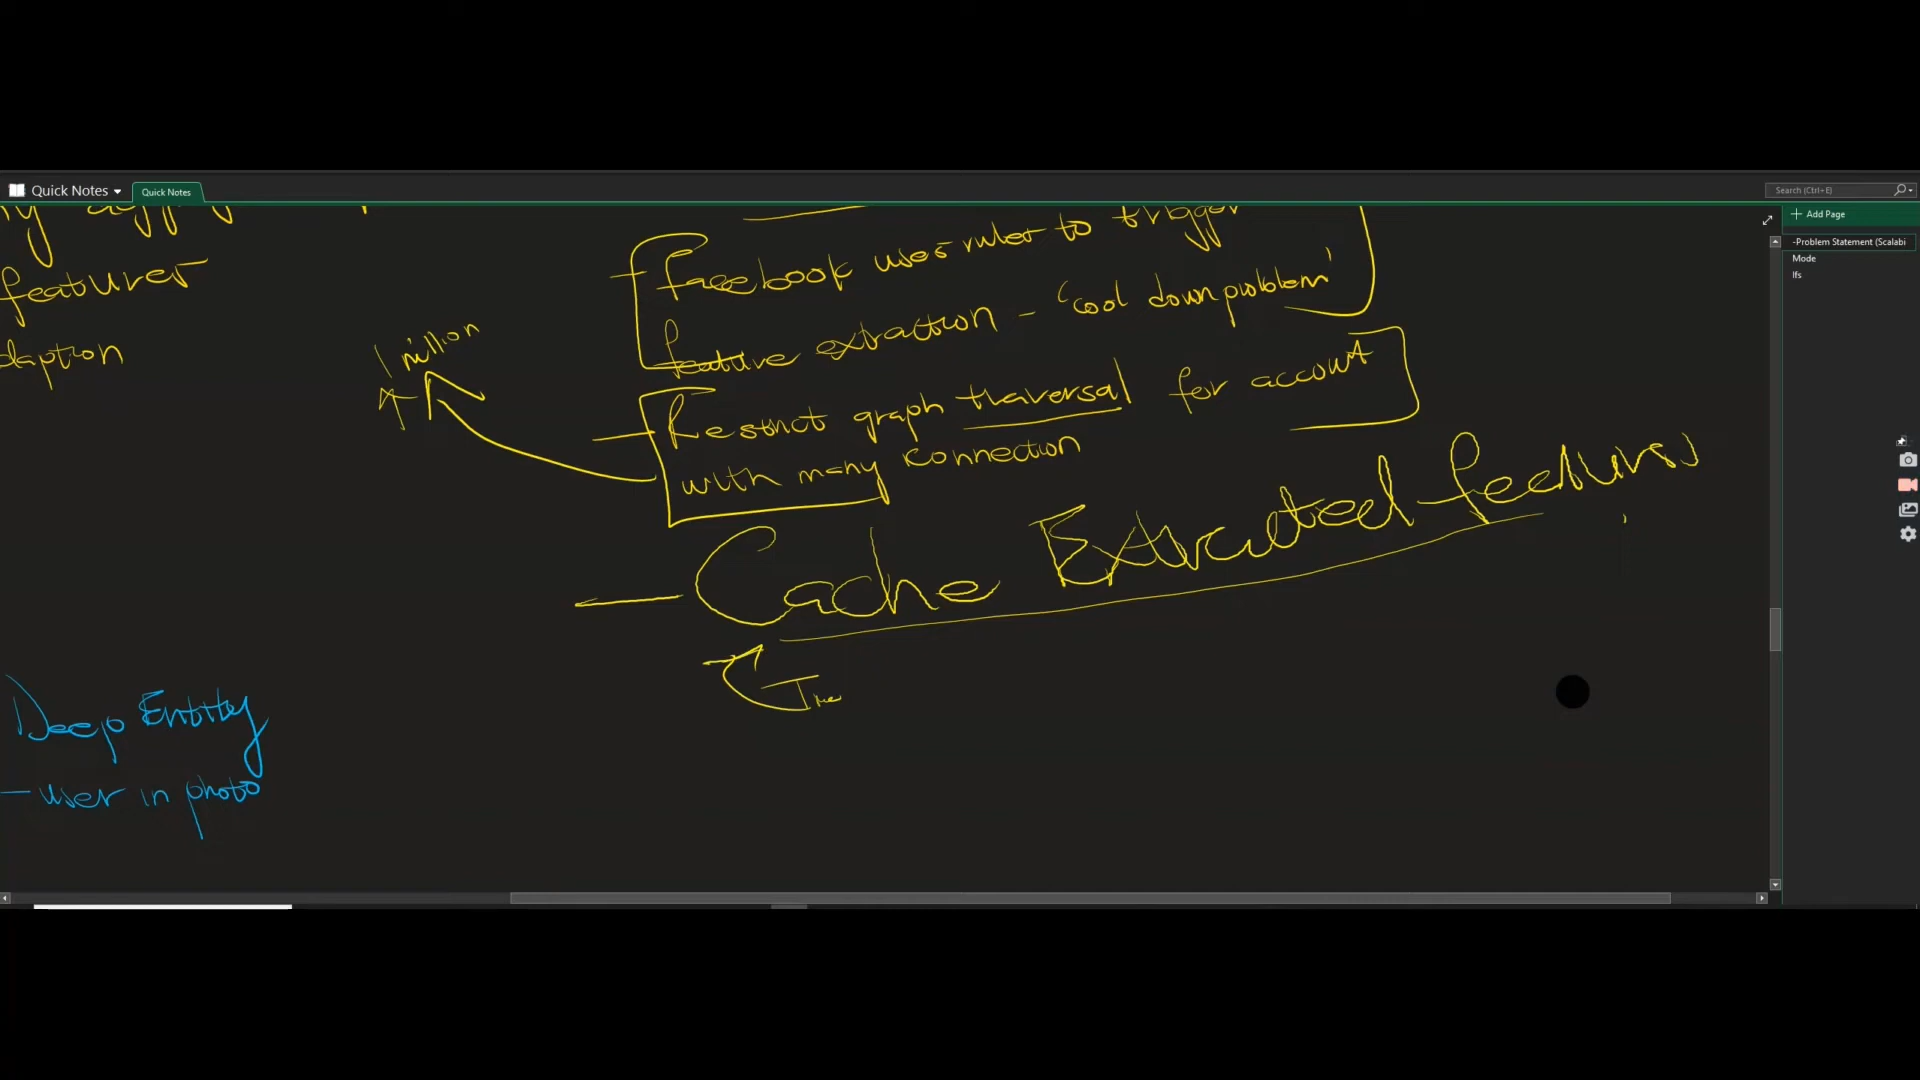 Quick Notes
Quick Notes
Search (Ctrl+E)
Add Page
-Problem Statement (Scalabi
Mode
lfs
features
daption
1 million
Facebook uses rules to trigger
feature extraction - 'cool down problem'
Restrict graph traversal for account
with many connection
Cache Extracted features
Deep Entity
- user in photo